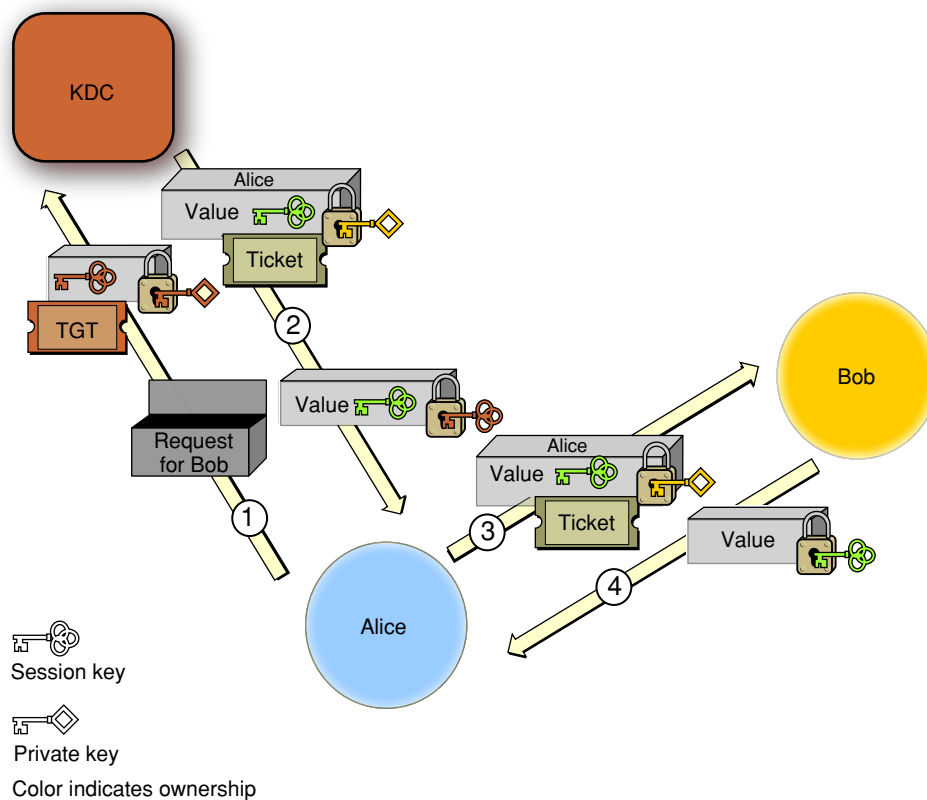 KDC
Alice
Value
Ticket
TGT
2
Value
Request
for Bob
1
Bob
Alice
Value
3
Ticket
Value
4
Alice
Session key
Private key
Color indicates ownership